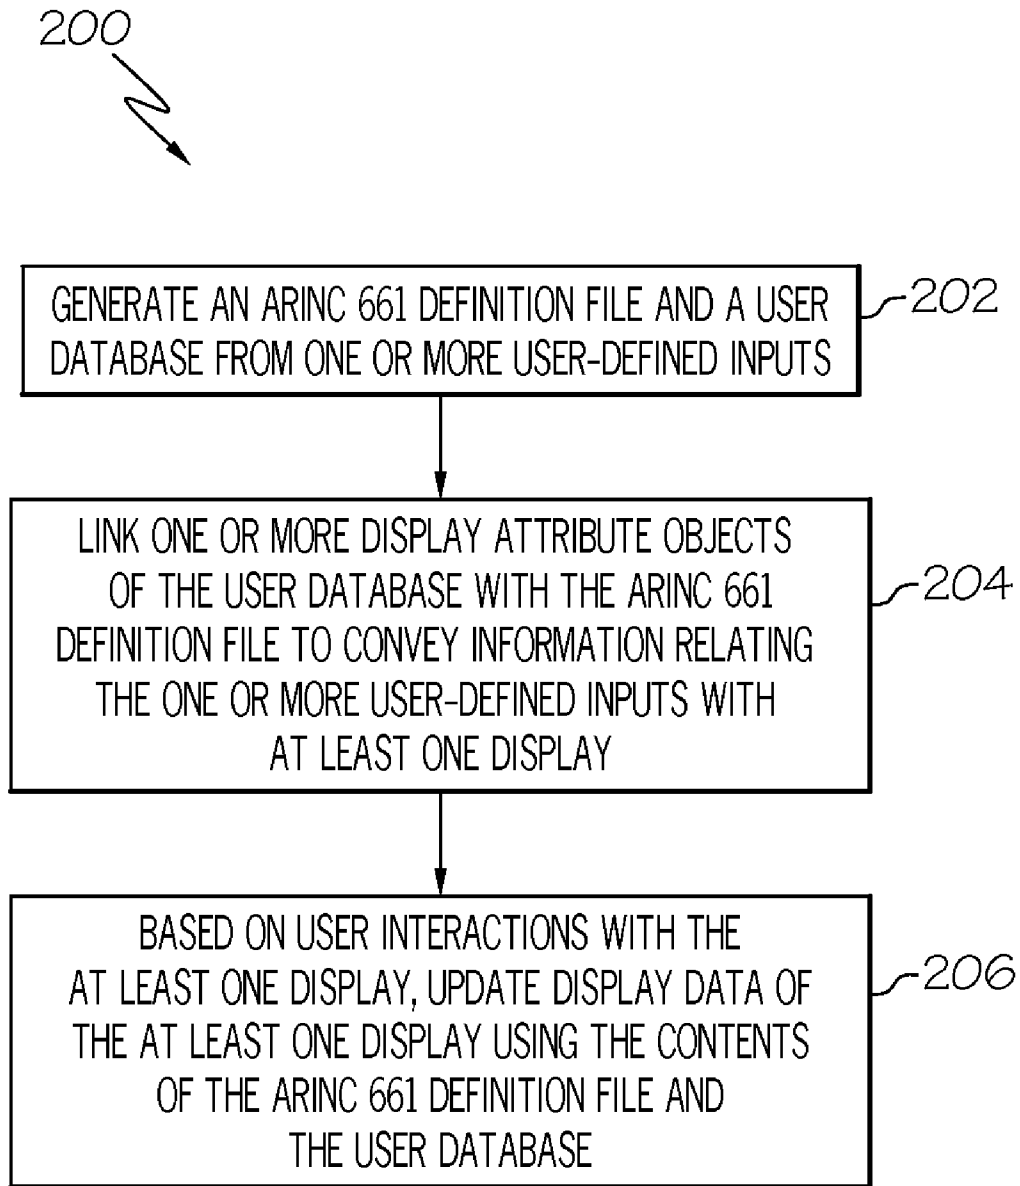 200
GENERATE AN ARINC 661 DEFINITION FILE AND A USER
DATABASE FROM ONE OR MORE USER-DEFINED INPUTS
202
LINK ONE OR MORE DISPLAY ATTRIBUTE OBJECTS
OF THE USER DATABASE WITH THE ARINC 661
DEFINITION FILE TO CONVEY INFORMATION RELATING
THE ONE OR MORE USER-DEFINED INPUTS WITH
AT LEAST ONE DISPLAY
204
BASED ON USER INTERACTIONS WITH THE
AT LEAST ONE DISPLAY, UPDATE DISPLAY DATA OF
THE AT LEAST ONE DISPLAY USING THE CONTENTS
OF THE ARINC 661 DEFINITION FILE AND
THE USER DATABASE.
206